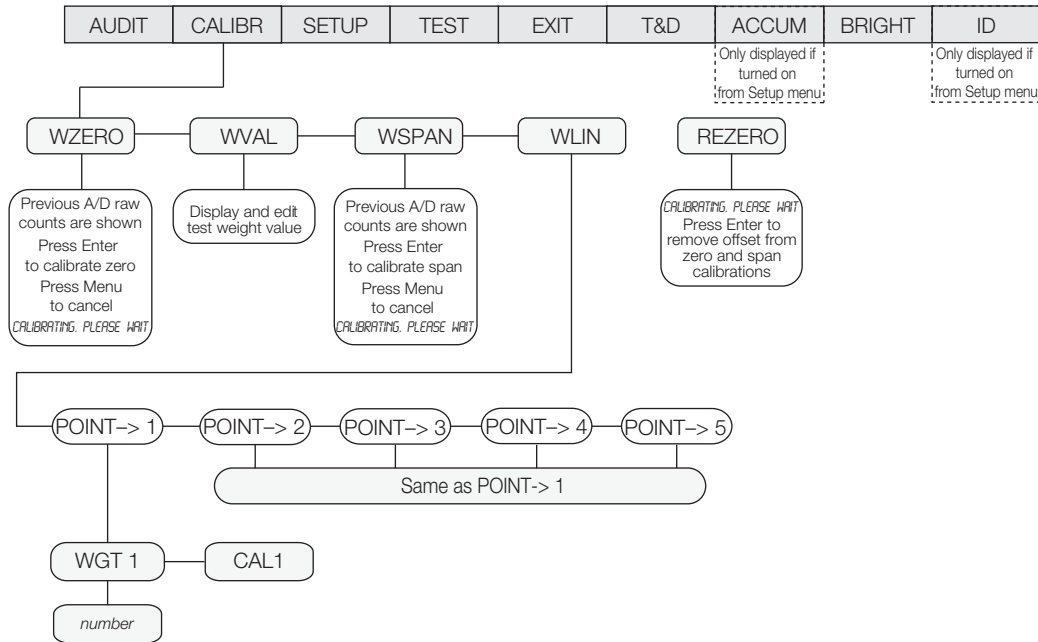 AUDIT CALIBR SETUP TEST EXIT T&D ACCUM BRIGHT ID
Only displayed if
turned on
from Setup menu
Only displayed if
turned on
from Setup menu
WZERO WVAL WSPAN WLIN REZERO
Previous A/D raw
counts are shown
Press Enter
to calibrate zero
Press Menu
to cancel
CALIBRATING, PLEASE WAIT
Display and edit
test weight value
Previous A/D raw
counts are shown
Press Enter
to calibrate span
Press Menu
to cancel
CALIBRATING, PLEASE WAIT
CALIBRATING, PLEASE WAIT
Press Enter to
remove offset from
zero and span
calibrations
POINT–> 1 POINT–> 2 POINT–> 3 POINT–> 4 POINT–> 5
Same as POINT-> 1
WGT 1 CAL1
number